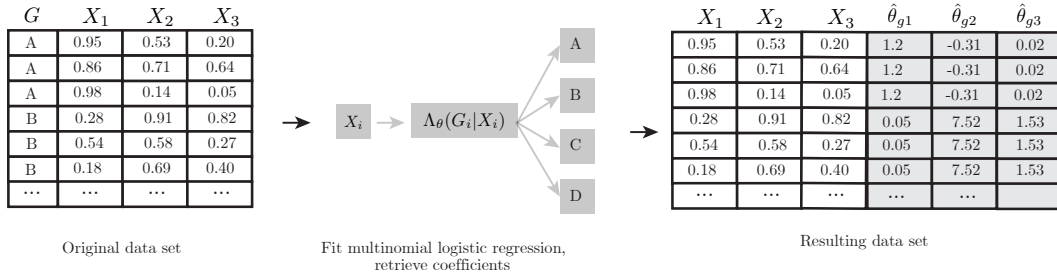 G X₁ X₂ X₃
A 0.95 0.53 0.20
A 0.86 0.71 0.64
A 0.98 0.14 0.05
B 0.28 0.91 0.82
B 0.54 0.58 0.27
B 0.18 0.69 0.40
... ... ... ...
Original data set
Xᵢ
Λ_θ(Gᵢ|Xᵢ)
A
B
C
D
Fit multinomial logistic regression,
retrieve coefficients
X₁ X₂ X₃ θ̂_g1 θ̂_g2 θ̂_g3
0.95 0.53 0.20 1.2 -0.31 0.02
0.86 0.71 0.64 1.2 -0.31 0.02
0.98 0.14 0.05 1.2 -0.31 0.02
0.28 0.91 0.82 0.05 7.52 1.53
0.54 0.58 0.27 0.05 7.52 1.53
0.18 0.69 0.40 0.05 7.52 1.53
... ... ... ... ...
Resulting data set